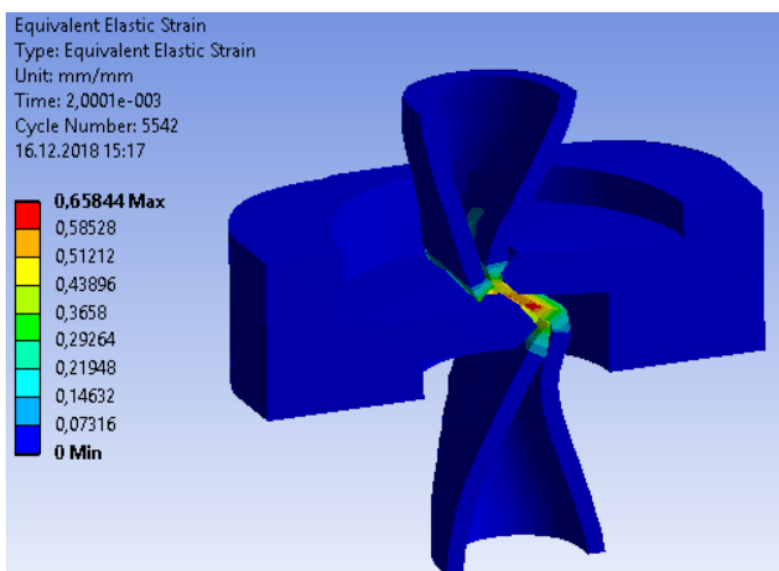 Equivalent Elastic Strain
Type: Equivalent Elastic Strain
Unit: mm/mm
Time: 2,0001e-003
Cycle Number: 5542
16.12.2018 15:17
0,65844 Max
0,58528
0,51212
0,43896
0,3658
0,29264
0,21948
0,14632
0,07316
0 Min